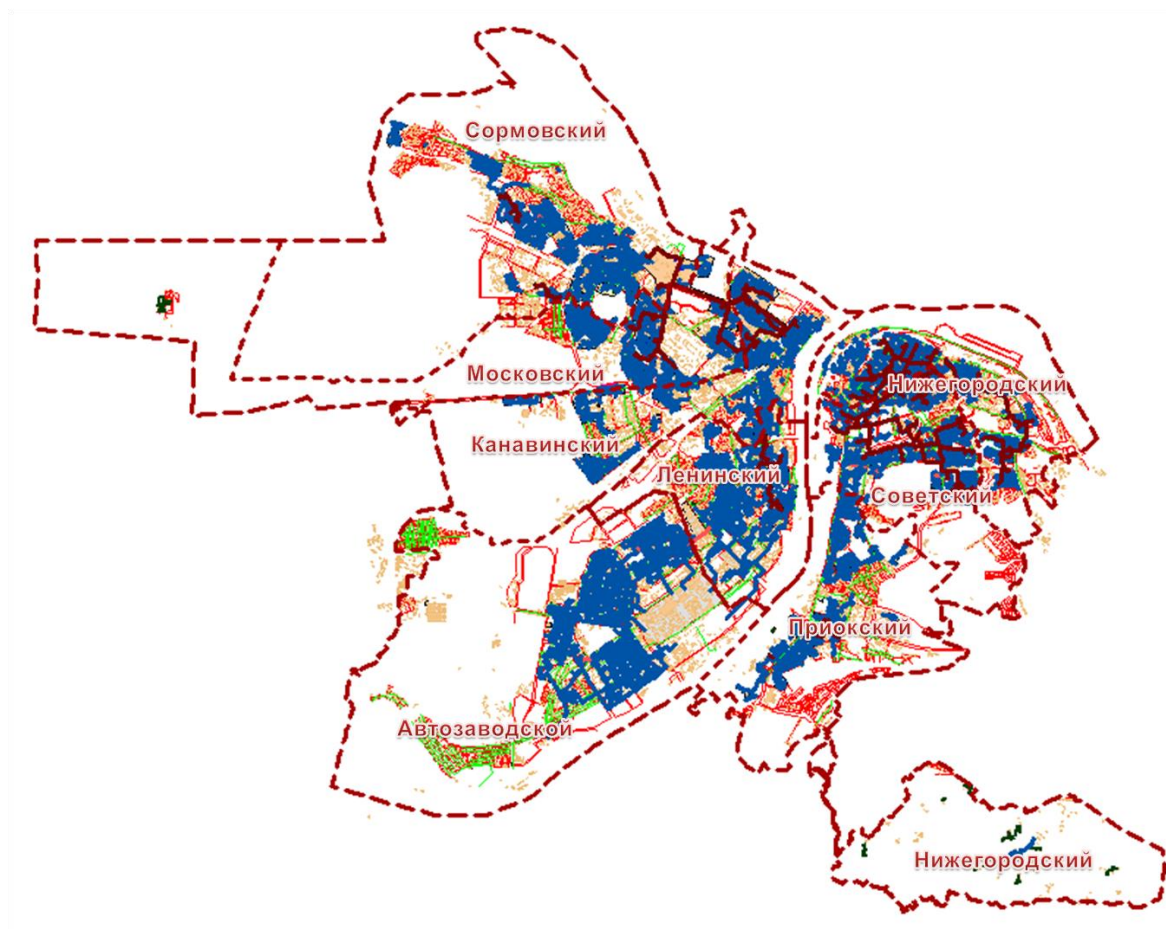 Сормовский
Московский
Нижегородский
Канавинский
Ленинский
Советский
Приокский
Автозаводской
Нижегородский